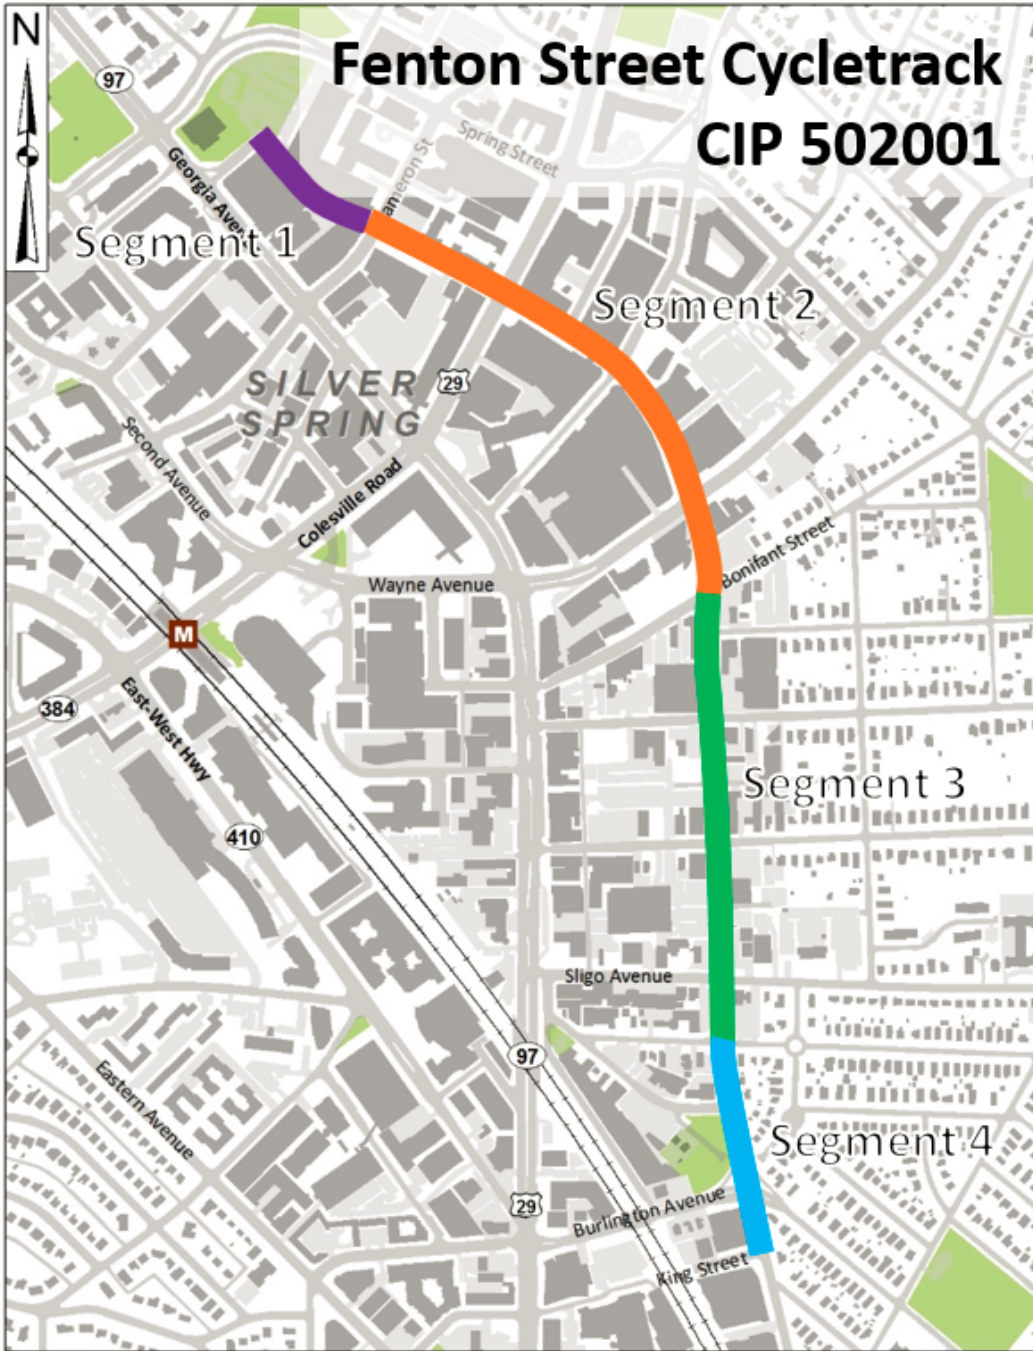 N
Fenton Street Cycletrack
CIP 502001
97
Spring Street
ameron St
Georgia Ave
Segment 1
Segment 2
SILVER
SPRING
29
Second Avenue
Colesville Road
Bonifant Street
Wayne Avenue
M
384
East-West Hwy
410
Segment 3
Sligo Avenue
97
Eastern Avenue
Segment 4
29
Burlington Avenue
King Street